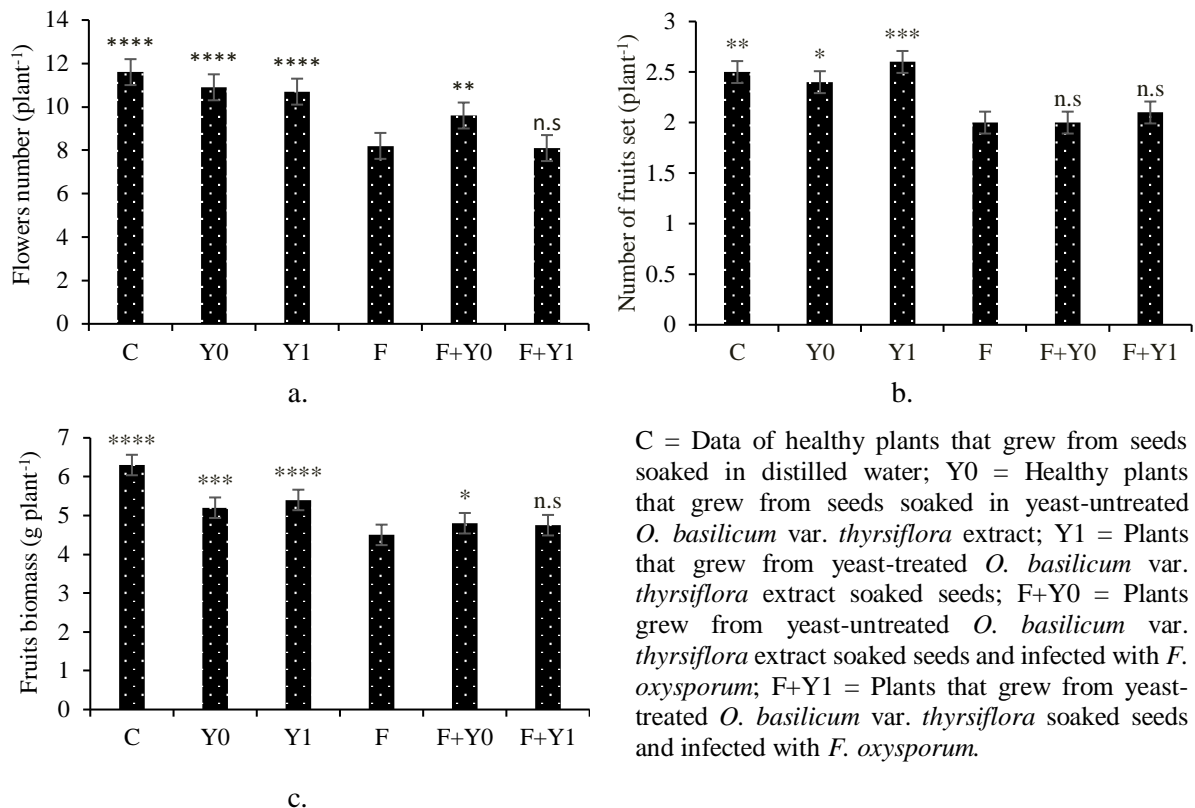 Flowers number (plant-1)
14
12
10
8
6
4
2
0
****
****
****
**
n.s
C Y0 Y1 F F+Y0 F+Y1
a.
Number of fruits set (plant-1)
3
2.5
2
1.5
1
0.5
0
**
*
***
n.s
n.s
C Y0 Y1 F F+Y0 F+Y1
b.
Fruits biomass (g plant-1)
7
6
5
4
3
2
1
0
****
***
****
*
n.s
C Y0 Y1 F F+Y0 F+Y1
c.
C = Data of healthy plants that grew from seeds
soaked in distilled water; Y0 = Healthy plants
that grew from seeds soaked in yeast-untreated
O. basilicum var. thyrsiflora extract; Y1 = Plants
that grew from yeast-treated O. basilicum var.
thyrsiflora extract soaked seeds; F+Y0 = Plants
grew from yeast-untreated O. basilicum var.
thyrsiflora extract soaked seeds and infected with F.
oxysporum; F+Y1 = Plants that grew from yeast-
treated O. basilicum var. thyrsiflora soaked seeds
and infected with F. oxysporum.